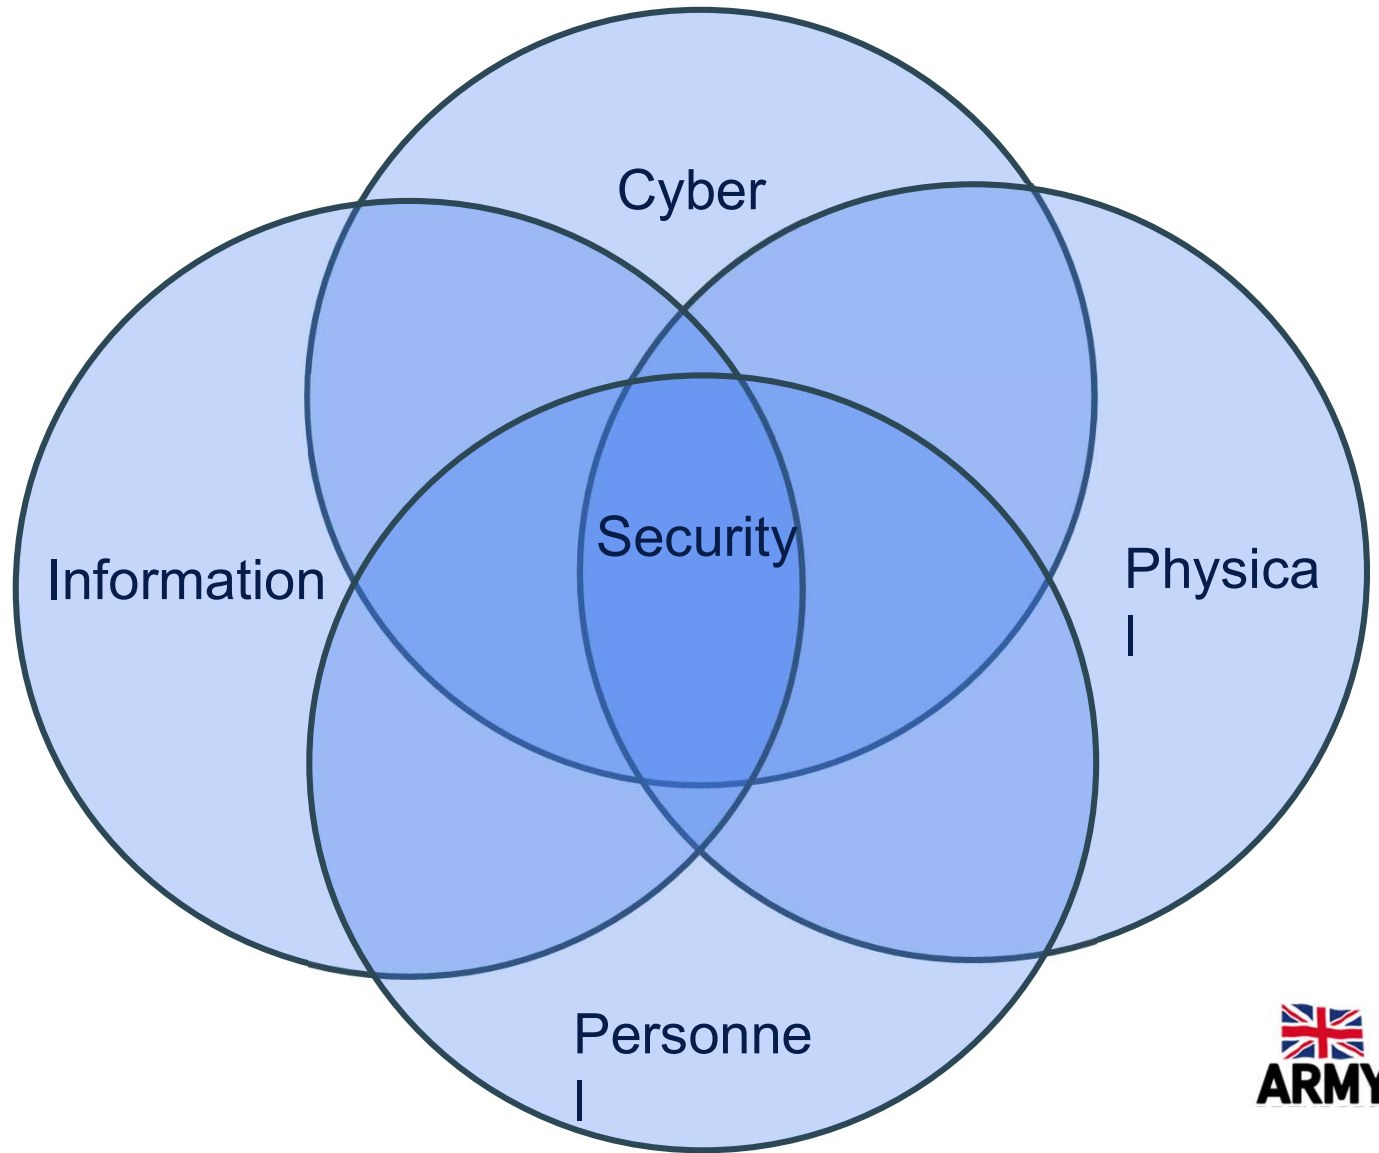 Cyber
Security
Information
Physica
l
Personne
l
ARMY